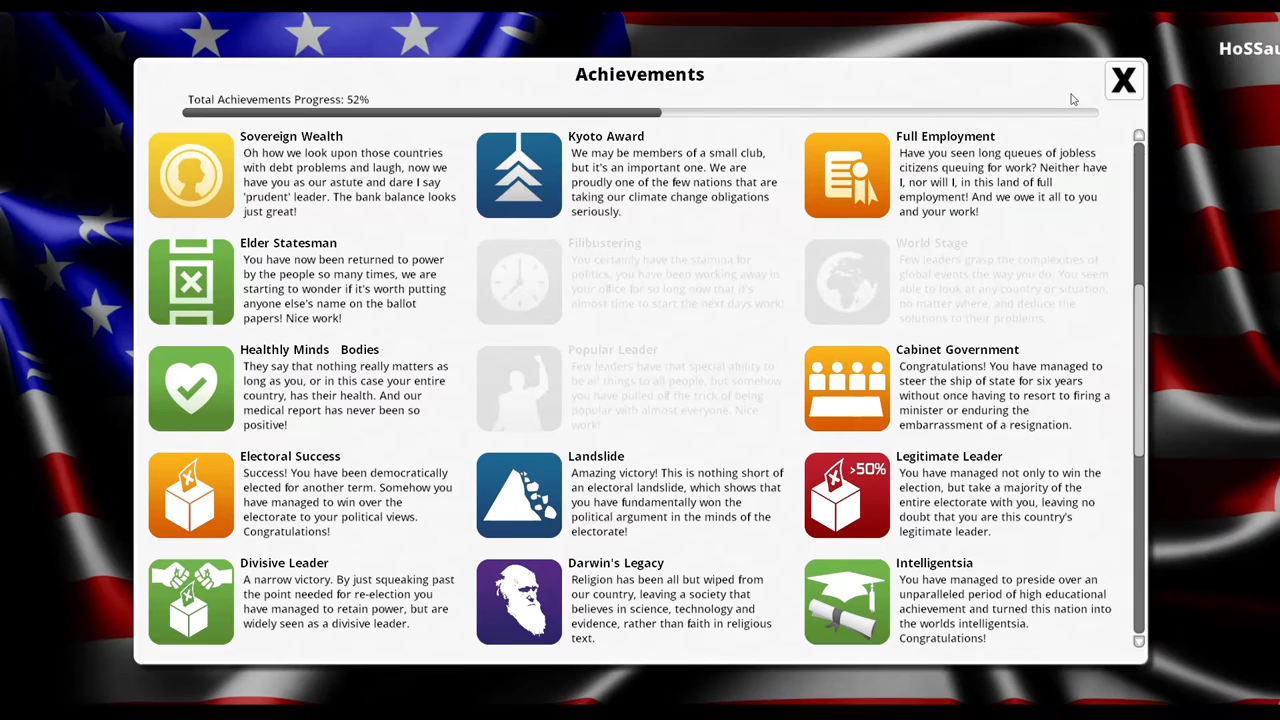 HoSSau
Achievements
X
Total Achievements Progress: 52%
Sovereign Wealth
Oh how we look upon those countries
with debt problems and laugh, now we
have you as our astute and dare I say
'prudent' leader. The bank balance looks
just great!
Kyoto Award
We may be members of a small club,
but it's an important one. We are
proudly one of the few nations that are
taking our climate change obligations
seriously.
Full Employment
Have you seen long queues of jobless
citizens queuing for work? Neither have
I, nor will I, in this land of full
employment! And we owe it all to you
and your work!
Elder Statesman
You have now been returned to power
by the people so many times, we are
starting to wonder if it's worth putting
anyone else's name on the ballot
papers! Nice work!
Filibustering
You certainly have the stamina for
politics, you have been working away in
your office for so long now that it's
almost time to start the next days work!
World Stage
Few leaders grasp the complexities of
global events the way you do. You seem
able to look at any country or situation,
no matter where, and deduce the
solutions to their problems.
Healthly Minds Bodies
They say that nothing really matters as
long as you, or in this case your entire
country, has their health. And our
medical report has never been so
positive!
Popular Leader
Few leaders have that special ability to
be all things to all people, but somehow
you have pulled off the trick of being
popular with almost everyone. Nice
work!
Cabinet Government
Congratulations! You have managed to
steer the ship of state for six years
without once having to resort to firing a
minister or enduring the
embarrassment of a resignation.
Electoral Success
Success! You have been democratically
elected for another term. Somehow you
have managed to win over the
electorate to your political views.
Congratulations!
Landslide
Amazing victory! This is nothing short of
an electoral landslide, which shows that
you have fundamentally won the
political argument in the minds of the
electorate!
>50%
Legitimate Leader
You have managed not only to win the
election, but take a majority of the
entire electorate with you, leaving no
doubt that you are this country's
legitimate leader.
Divisive Leader
A narrow victory. By just squeaking past
the point needed for re-election you
have managed to retain power, but are
widely seen as a divisive leader.
Darwin's Legacy
Religion has been all but wiped from
our country, leaving a society that
believes in science, technology and
evidence, rather than faith in religious
text.
Intelligentsia
You have managed to preside over an
unparalleled period of high educational
achievement and turned this nation into
the worlds intelligentsia.
Congratulations!